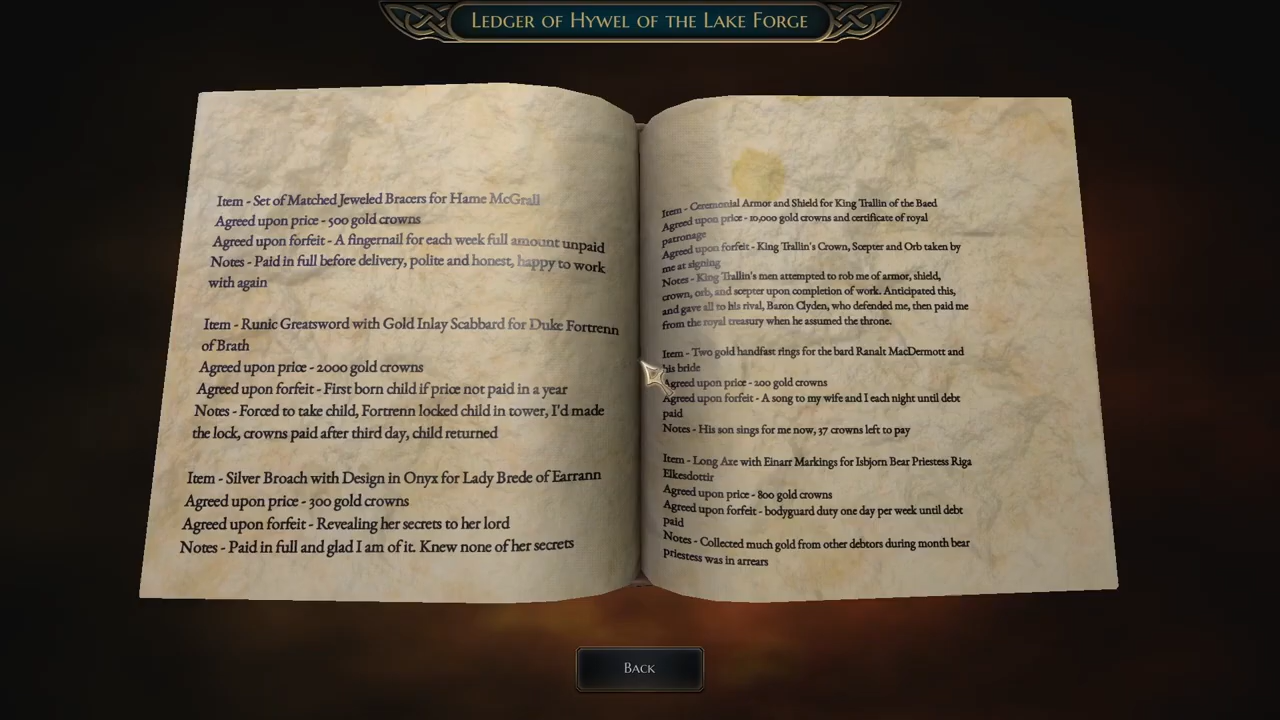 Ledger of Hywel of the Lake Forge
Item - Set of Matched Jeweled Bracers for Hame McGrall
Agreed upon price - 500 gold crowns
Agreed upon forfeit - A fingernail for each week full amount unpaid
Notes - Paid in full before delivery, polite and honest, happy to work
with again
Item - Runic Greatsword with Gold Inlay Scabbard for Duke Fortrenn
of Brath
Agreed upon price - 2000 gold crowns
Agreed upon forfeit - First born child if price not paid in a year
Notes - Forced to take child, Fortrenn locked child in tower, I'd made
the lock, crowns paid after third day, child returned
Item - Silver Broach with Design in Onyx for Lady Brede of Earrann
Agreed upon price - 300 gold crowns
Agreed upon forfeit - Revealing her secrets to her lord
Notes - Paid in full and glad I am of it. Knew none of her secrets
Item - Ceremonial Armor and Shield for King Trallin of the Baed
Agreed upon price - 10,000 gold crowns and certificate of royal
patronage
Agreed upon forfeit - King Trallin's Crown, Scepter and Orb taken by
me at signing
Notes - King Trallin's men attempted to rob me of armor, shield,
crown, orb, and scepter upon completion of work. Anticipated this,
and gave all to his rival, Baron Clyden, who defended me, then paid me
from the royal treasury when he assumed the throne.
Item - Two gold handfast rings for the bard Ranalt MacDermott and
his bride
Agreed upon price - 200 gold crowns
Agreed upon forfeit - A song to my wife and I each night until debt
paid
Notes - His son sings for me now, 37 crowns left to pay
Item - Long Axe with Einarr Markings for Isbjorn Bear Priestess Riga
Elkesdottir
Agreed upon price - 800 gold crowns
Agreed upon forfeit - bodyguard duty one day per week until debt
paid
Notes - Collected much gold from other debtors during month bear
priestess was in arrears
Back